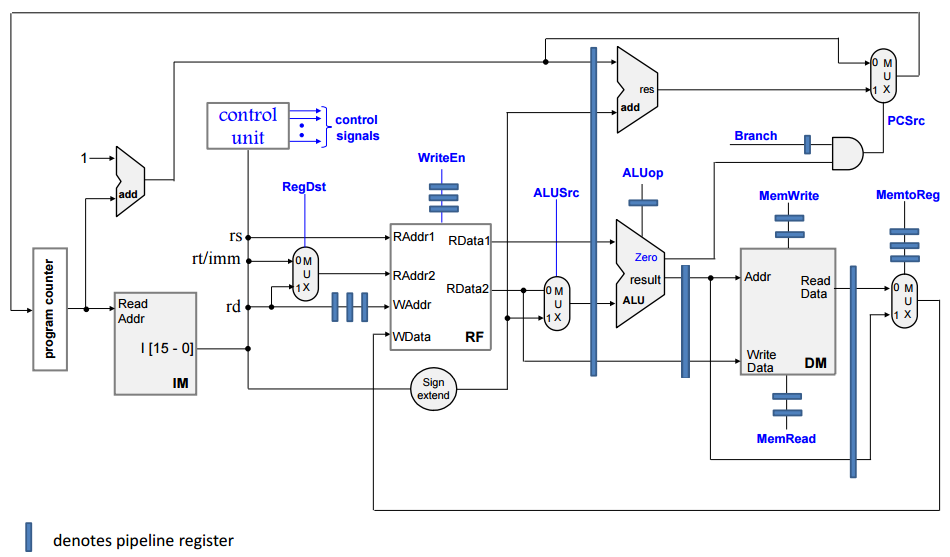 control
unit
control
signals
res
add
0 M
U
1 X
PCSrc
Branch
1
add
WriteEn
RegDst
ALUSrc
ALUop
MemWrite
MemtoReg
rs
rt/imm
rd
0 M
U
1 X
RAddr1
RAddr2
WAddr
WData
RData1
RData2
RF
0 M
U
1 X
Zero
result
ALU
Addr
Read
Data
Write
Data
DM
0 M
U
1 X
program counter
Read
Addr
I [15 - 0]
IM
Sign
extend
MemRead
denotes pipeline register